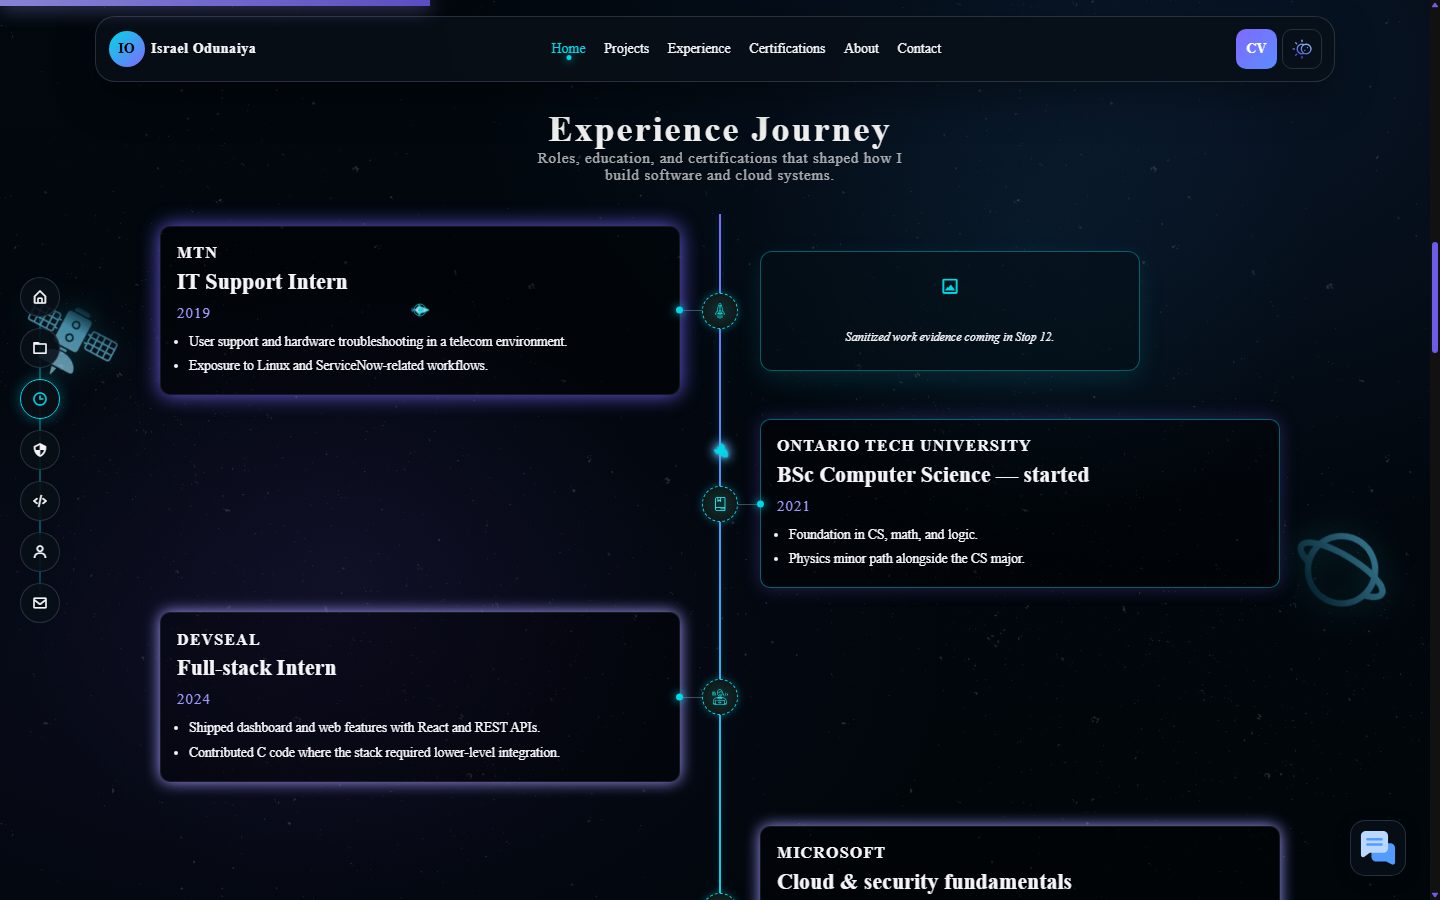 IO Israel Odunaiya
Home Projects Experience Certifications About Contact
CV
Experience Journey
Roles, education, and certifications that shaped how I
build software and cloud systems.
MTN
IT Support Intern
2019
• User support and hardware troubleshooting in a telecom environment.
• Exposure to Linux and ServiceNow-related workflows.
Sanitized work evidence coming in Stop 12.
ONTARIO TECH UNIVERSITY
BSc Computer Science — started
2021
• Foundation in CS, math, and logic.
• Physics minor path alongside the CS major.
DEVSEAL
Full-stack Intern
2024
• Shipped dashboard and web features with React and REST APIs.
• Contributed C code where the stack required lower-level integration.
MICROSOFT
Cloud & security fundamentals